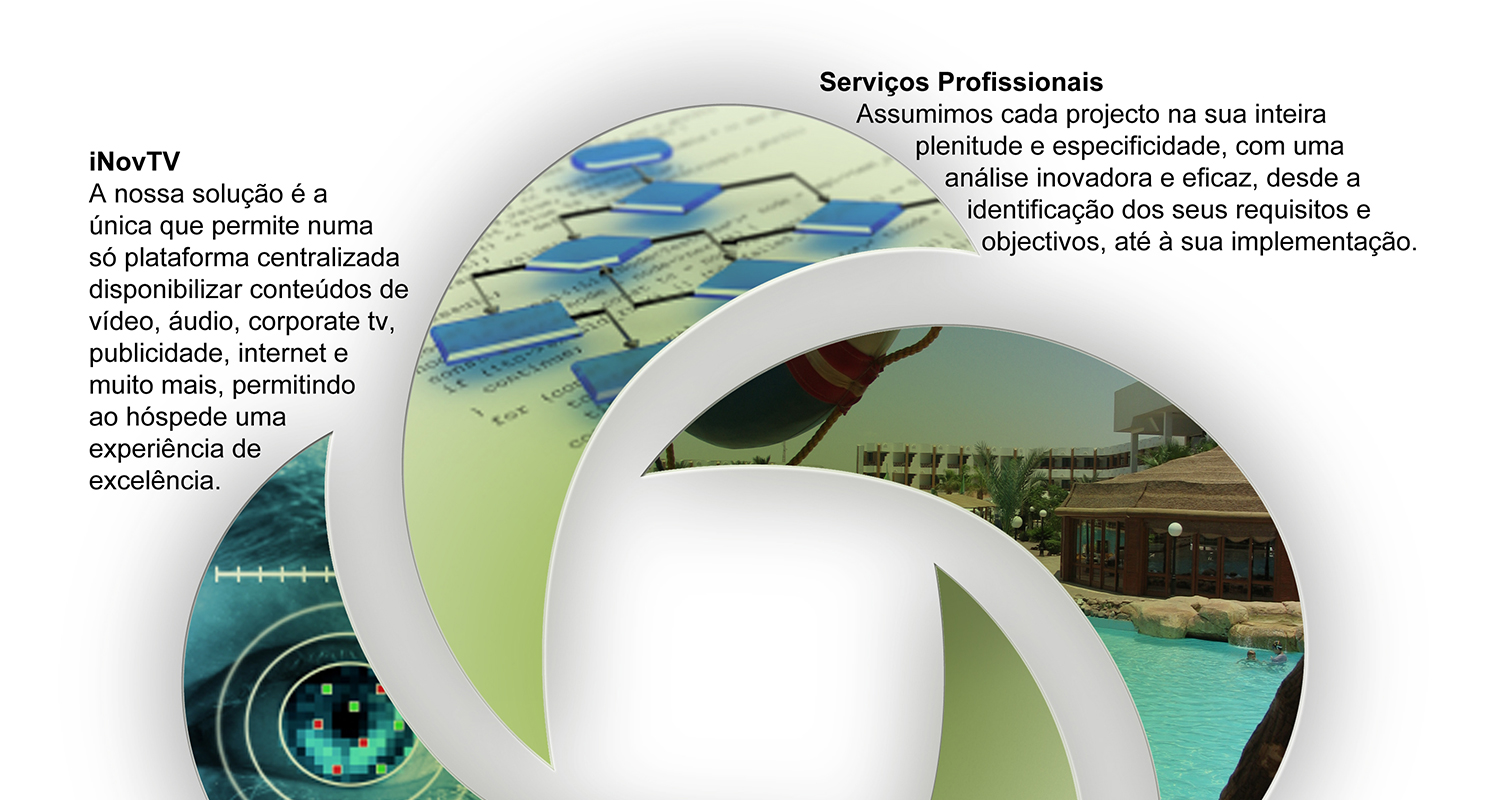 iNovTV
A nossa solução é a
única que permite numa
só plataforma centralizada
disponibilizar conteúdos de
vídeo, áudio, corporate tv,
publicidade, internet e
muito mais, permitindo
ao hóspede uma
experiência de
excelência.
Serviços Profissionais
Assumimos cada projecto na sua inteira
plenitude e especificidade, com uma
análise inovadora e eficaz, desde a
identificação dos seus requisitos e
objectivos, até à sua implementação.
continue;
for